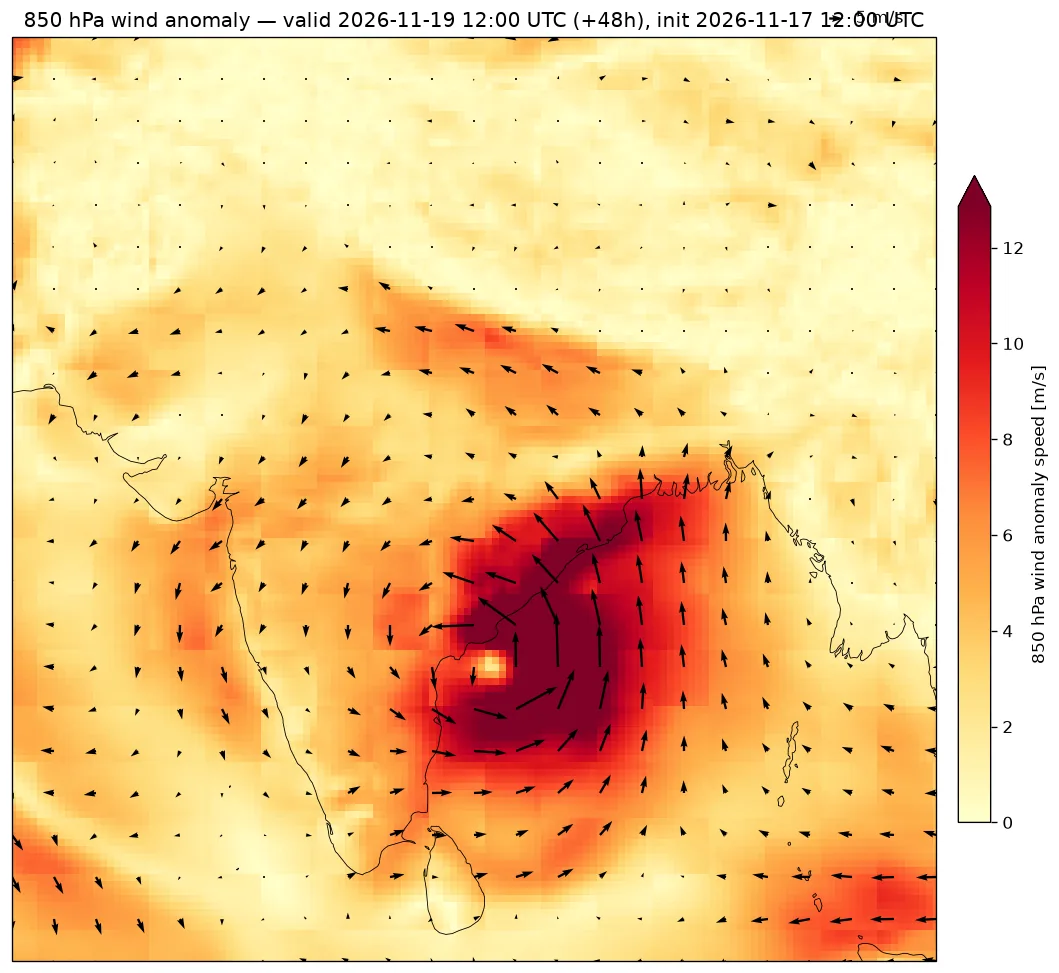 850 hPa wind anomaly — valid 2026-11-19 12:00 UTC (+48h), init 2026-11-17 12:00 UTC
5 m/s
12
10
8
6
4
2
0
850 hPa wind anomaly speed [m/s]